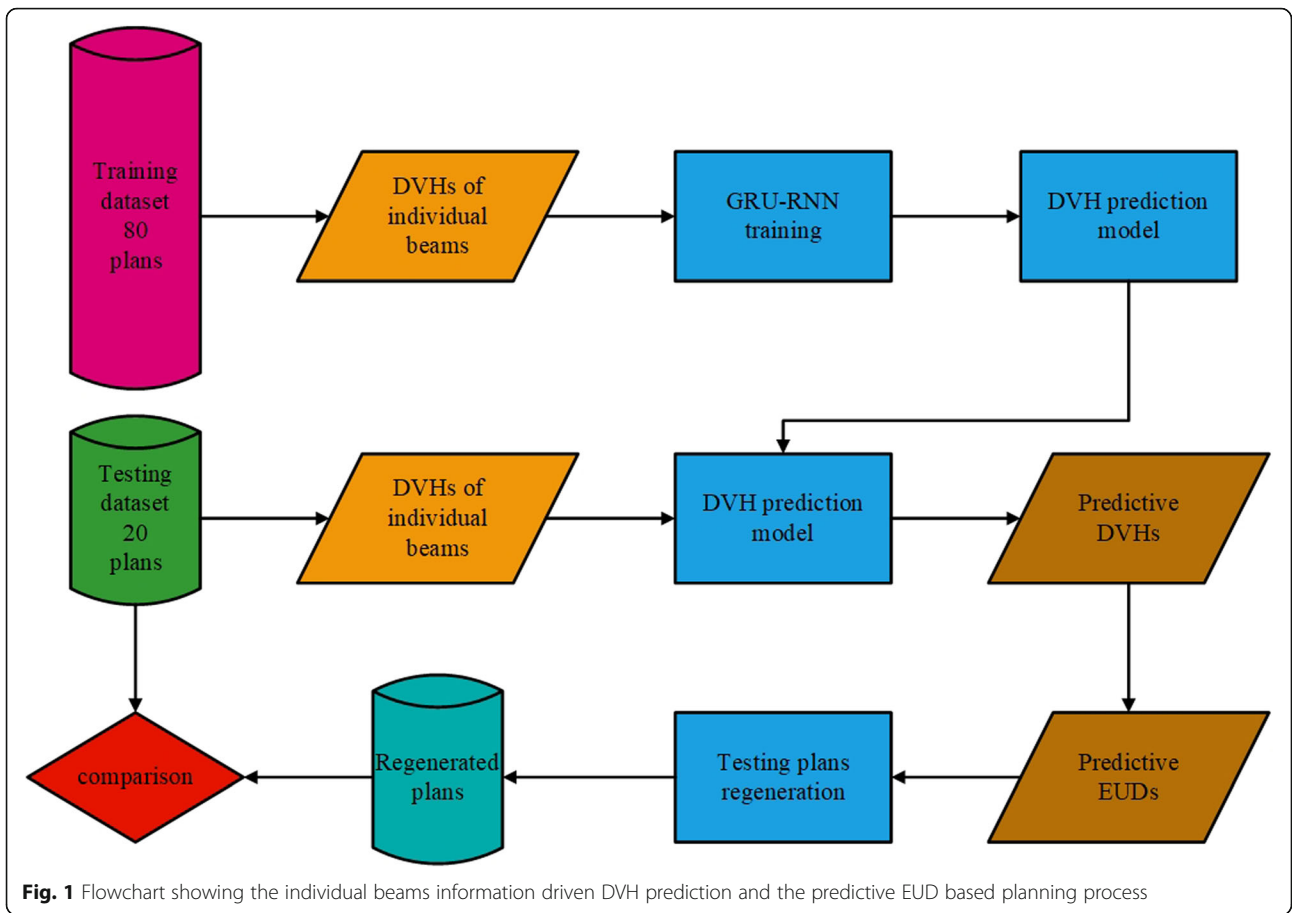 Training
dataset
80
plans
DVHs of
individual
beams
GRU-RNN
training
DVH prediction
model
Testing
dataset
20
plans
DVHs of
individual
beams
DVH prediction
model
Predictive
DVHs
comparison
Regenerated
plans
Testing plans
regeneration
Predictive
EUDs
Fig. 1 Flowchart showing the individual beams information driven DVH prediction and the predictive EUD based planning process